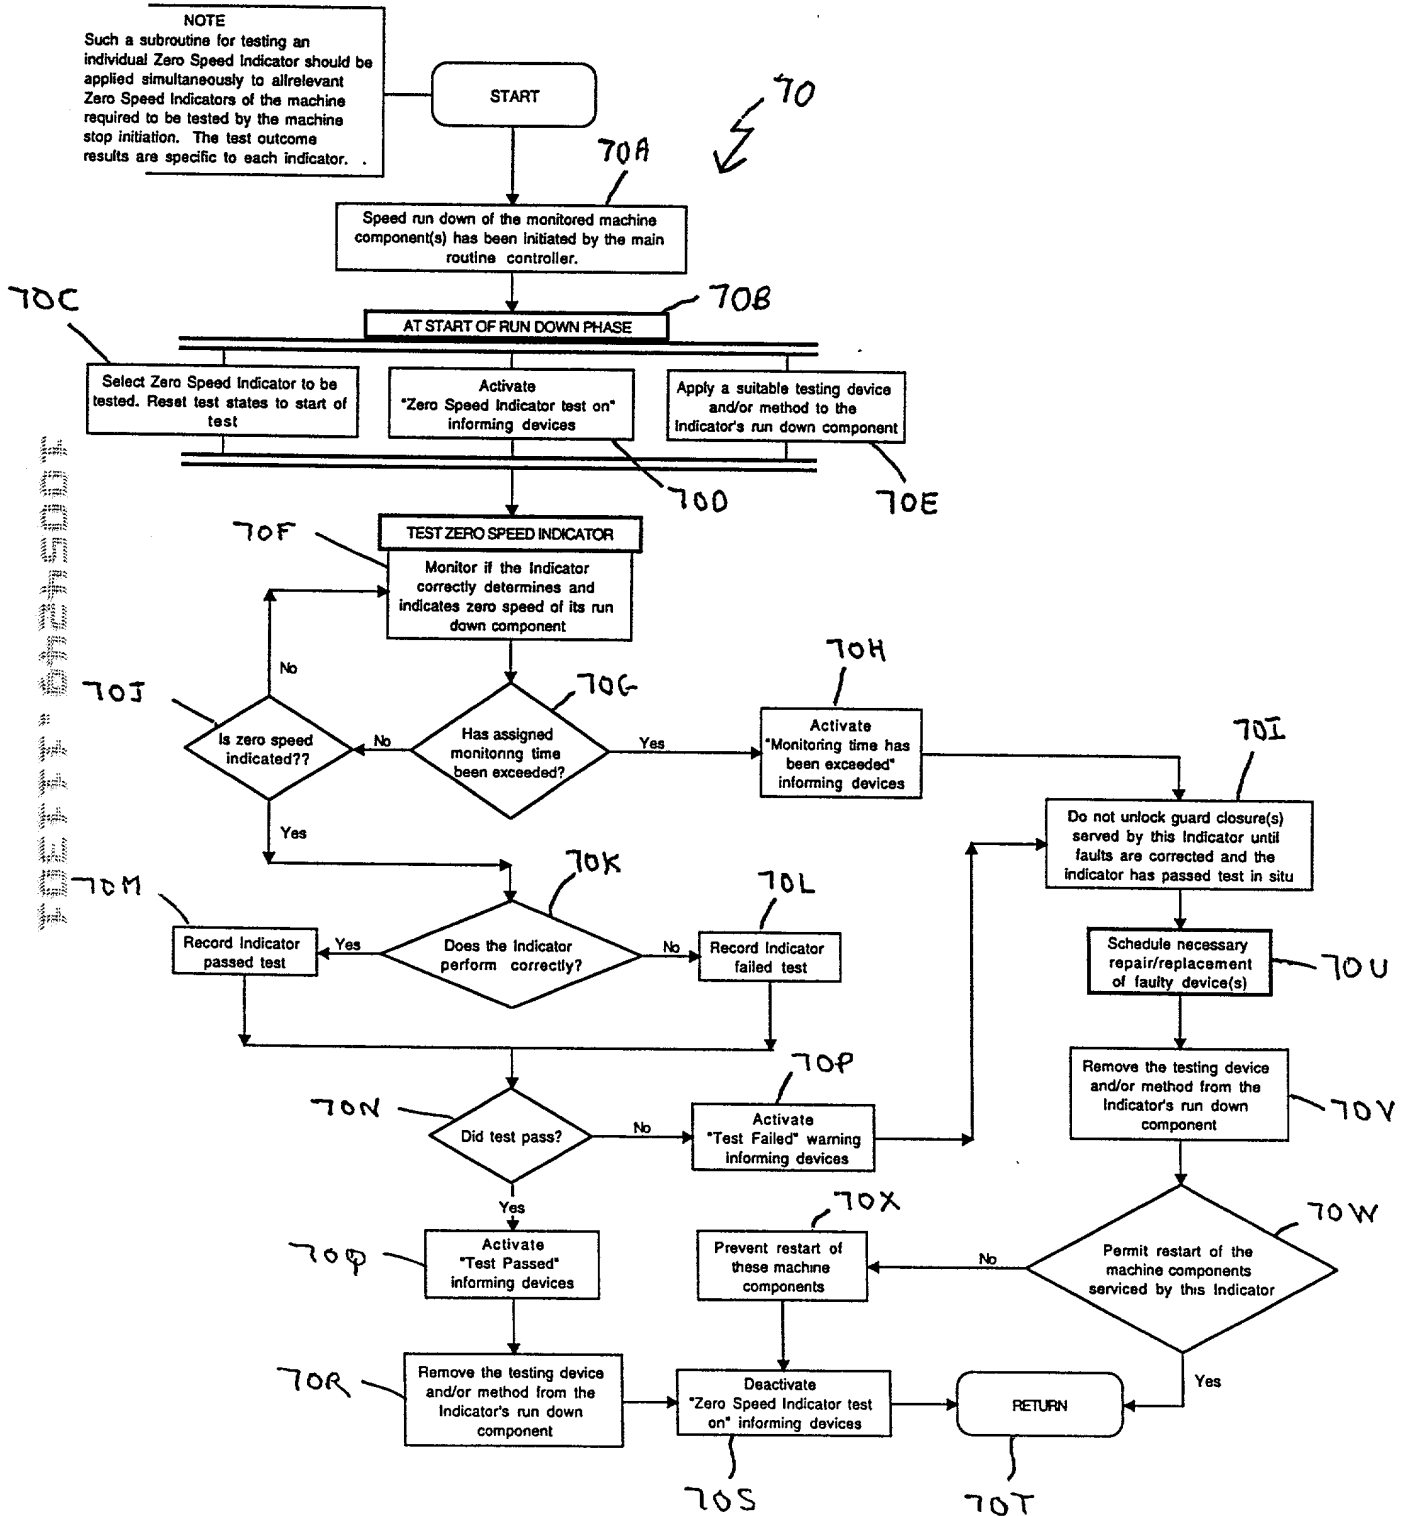 NOTE
Such a subroutine for testing an
individual Zero Speed Indicator should be
applied simultaneously to allrelevant
Zero Speed Indicators of the machine
required to be tested by the machine
stop initiation. The test outcome
results are specific to each indicator. .
START
70
70A
Speed run down of the monitored machine
component(s) has been initiated by the main
routine controller.
70B
AT START OF RUN DOWN PHASE
70C
Select Zero Speed Indicator to be
tested. Reset test states to start of
test
Activate
"Zero Speed Indicator test on"
informing devices
70D
Apply a suitable testing device
and/or method to the
Indicator's run down component
70E
TEST ZERO SPEED INDICATOR
70F
Monitor if the Indicator
correctly determines and
indicates zero speed of its run
down component
No
70J
Is zero speed
indicated??
No
70G
Has assigned
monitoring time
been exceeded?
Yes
70H
Activate
"Monitoring time has
been exceeded"
informing devices
70I
Do not unlock guard closure(s)
served by this Indicator until
faults are corrected and the
indicator has passed test in situ
Yes
70K
Does the Indicator
perform correctly?
70M
Record Indicator
passed test
Yes
No
70L
Record Indicator
failed test
Schedule necessary
repair/replacement
of faulty device(s)
70U
70N
Did test pass?
No
70P
Activate
"Test Failed" warning
informing devices
Remove the testing device
and/or method from the
Indicator's run down
component
70V
Yes
70Q
Activate
"Test Passed"
informing devices
70X
Prevent restart of
these machine
components
No
70W
Permit restart of the
machine components
serviced by this Indicator
Yes
70R
Remove the testing device
and/or method from the
Indicator's run down
component
Deactivate
"Zero Speed Indicator test
on" informing devices
70S
RETURN
70T